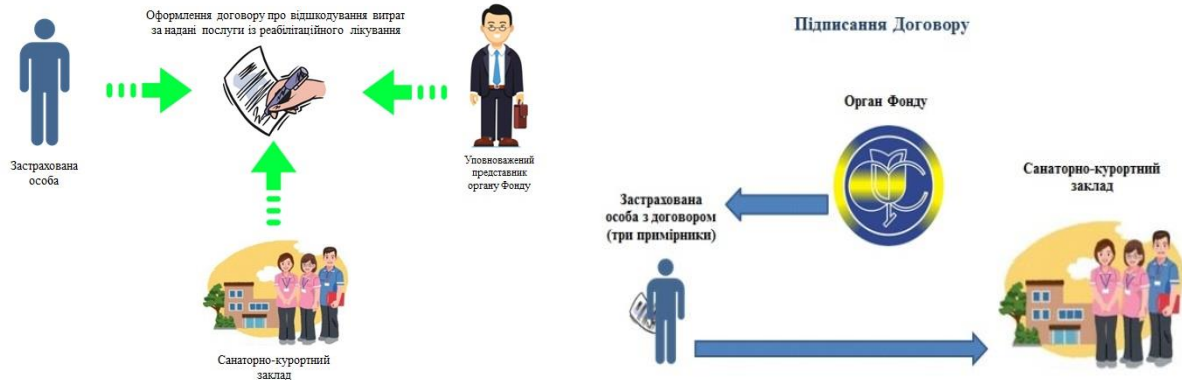 Оформлення договору про відшкодування витрат
за надані послуги із реабілітаційного лікування
Застрахована
особа
Уповноважений
представник
органу Фонду
Санаторно-курортний
заклад
Підписання Договору
Орган Фонду
Застрахована
особа з договором
(три примірники)
Санаторно-курортний
заклад